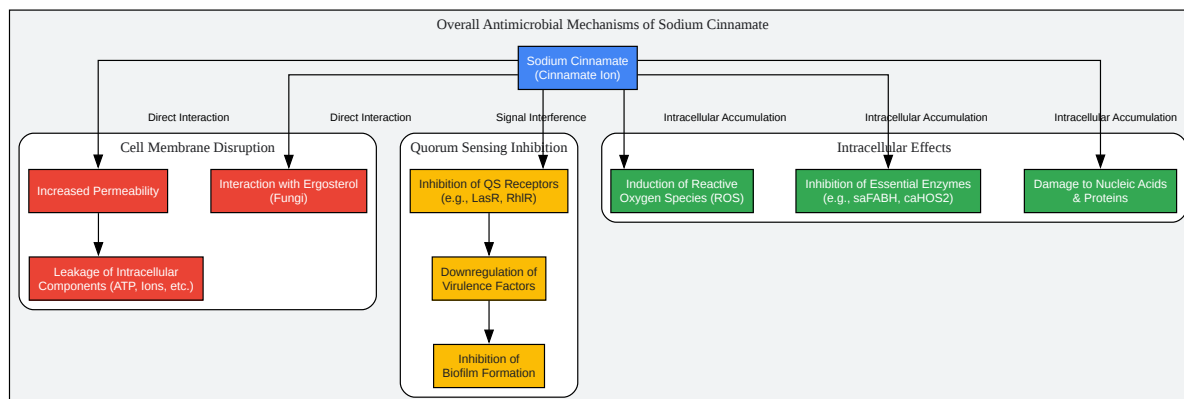 Overall Antimicrobial Mechanisms of Sodium Cinnamate
Sodium Cinnamate
(Cinnamate Ion)
Direct Interaction
Direct Interaction
Signal Interference
Intracellular Accumulation
Intracellular Accumulation
Intracellular Accumulation
Cell Membrane Disruption
Increased Permeability
Interaction with Ergosterol
(Fungi)
Leakage of Intracellular
Components (ATP, Ions, etc.)
Quorum Sensing Inhibition
Inhibition of QS Receptors
(e.g., LasR, RhlR)
Downregulation of
Virulence Factors
Inhibition of
Biofilm Formation
Intracellular Effects
Induction of Reactive
Oxygen Species (ROS)
Inhibition of Essential Enzymes
(e.g., saFABH, caHOS2)
Damage to Nucleic Acids
& Proteins